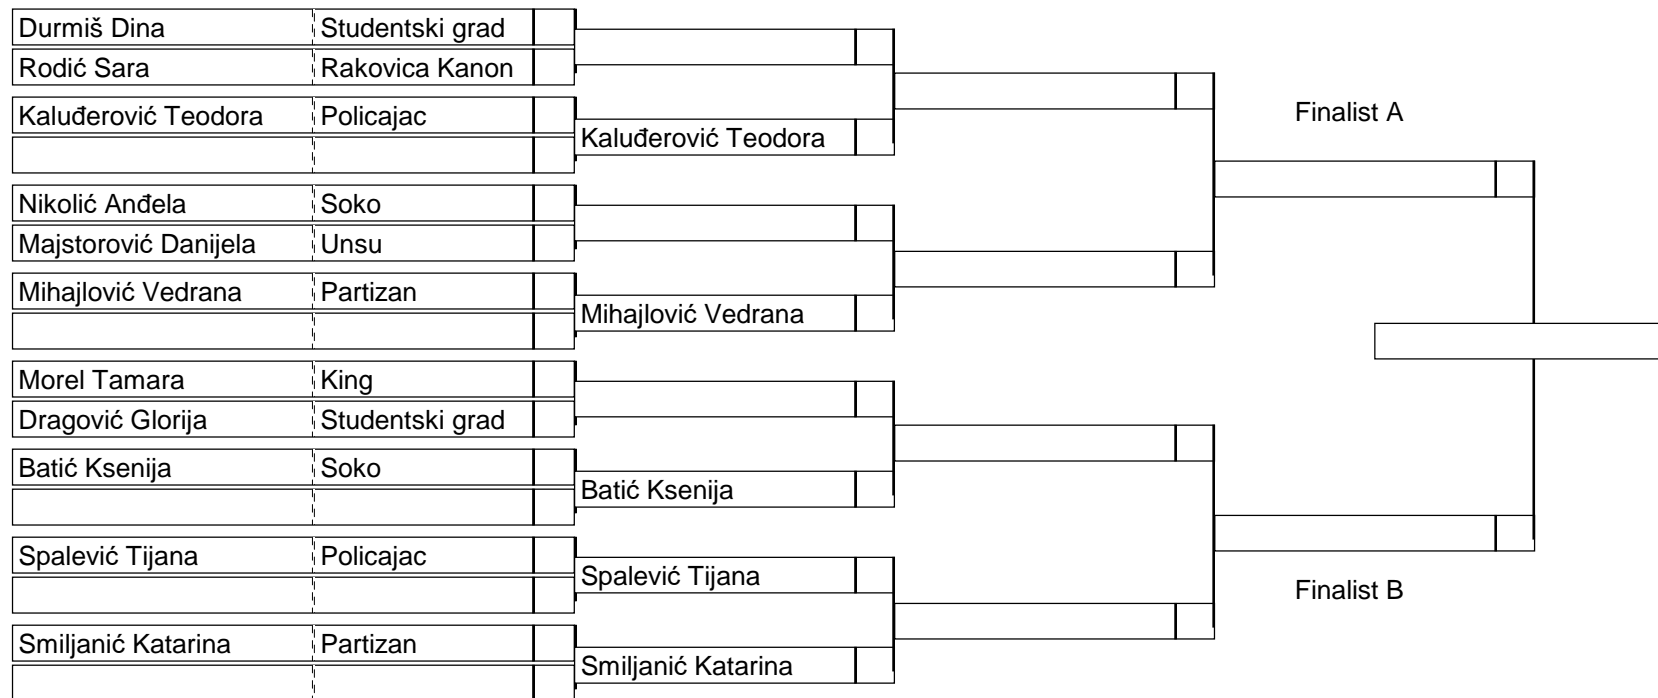 Durmiš Dina Studentski grad
Rodić Sara Rakovica Kanon
Kaluđerović Teodora Policajac
Kaluđerović Teodora
Finalist A
Nikolić Anđela Soko
Majstorović Danijela Unsu
Mihajlović Vedrana Partizan
Mihajlović Vedrana
Morel Tamara King
Dragović Glorija Studentski grad
Batić Ksenija Soko
Batić Ksenija
Spalević Tijana Policajac
Spalević Tijana
Finalist B
Smiljanić Katarina Partizan
Smiljanić Katarina